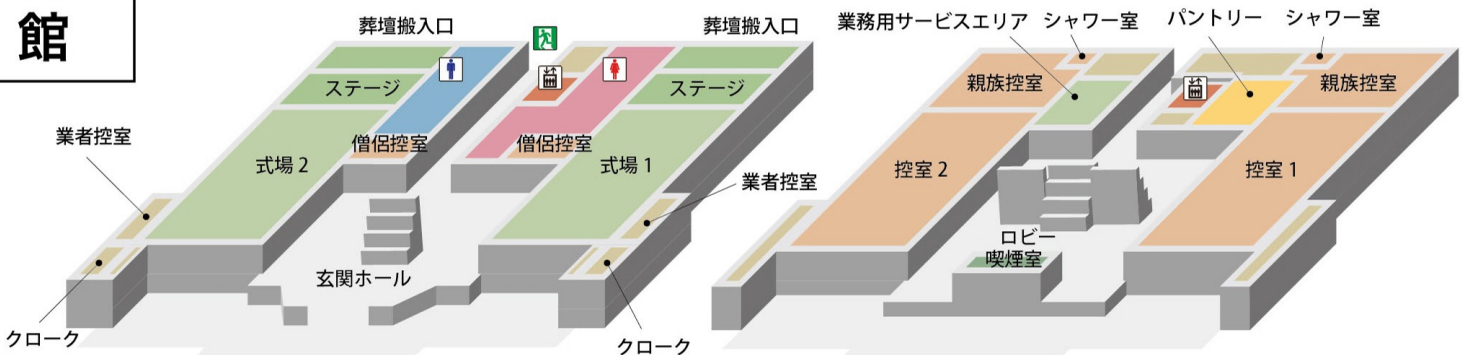 館
葬壇搬入口
葬壇搬入口
ステージ
ステージ
業者控室
僧侶控室
僧侶控室
式場 2
式場 1
業者控室
玄関ホール
クローク
クローク
業務用サービスエリア
シャワー室
パントリー
シャワー室
親族控室
親族控室
控室 2
控室 1
ロビー
喫煙室